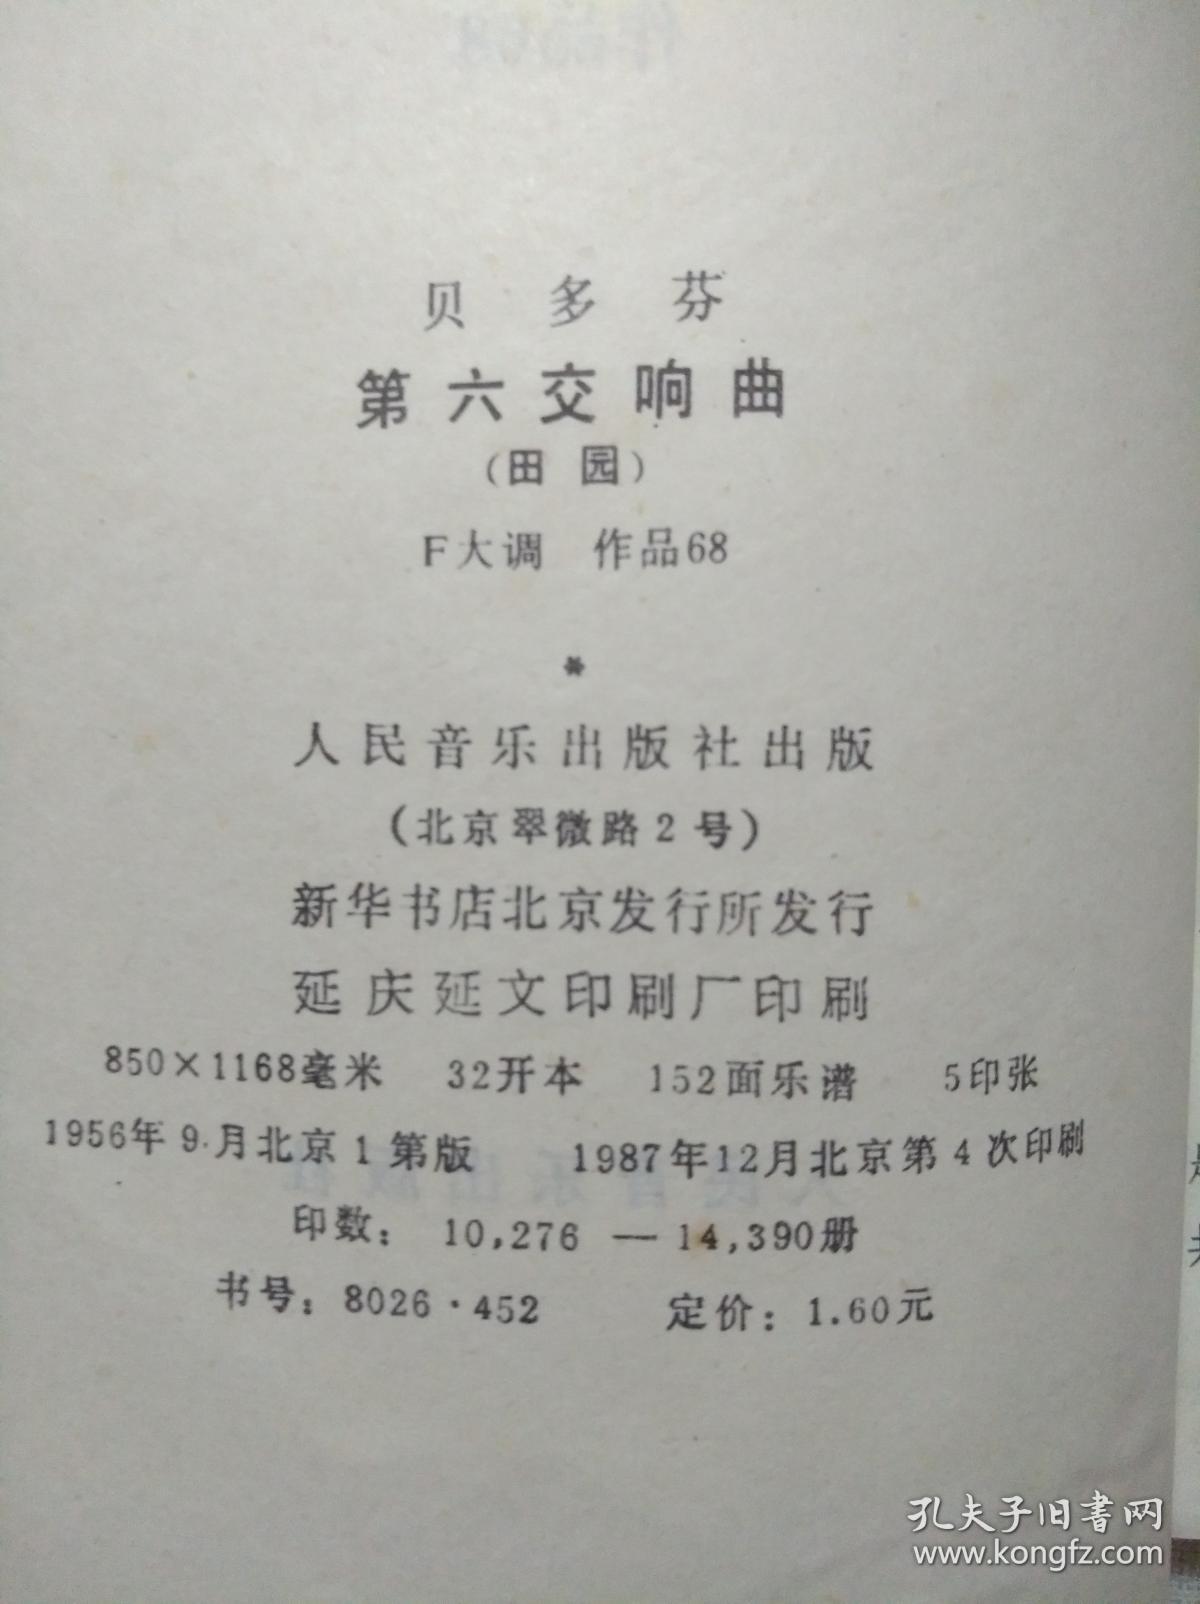 贝多芬
第六交响曲
(田园)
F大调 作品68
*
人民音乐出版社出版
(北京翠微路2号)
新华书店北京发行所发行
延庆延文印刷厂印刷
850×1168毫米 32开本 152面乐谱 5印张
1956年9月北京1第版 1987年12月北京第4次印刷
印数: 10,276 — 14,390册
书号: 8026·452 定价: 1.60元
孔夫子旧书网
www.kongfz.com